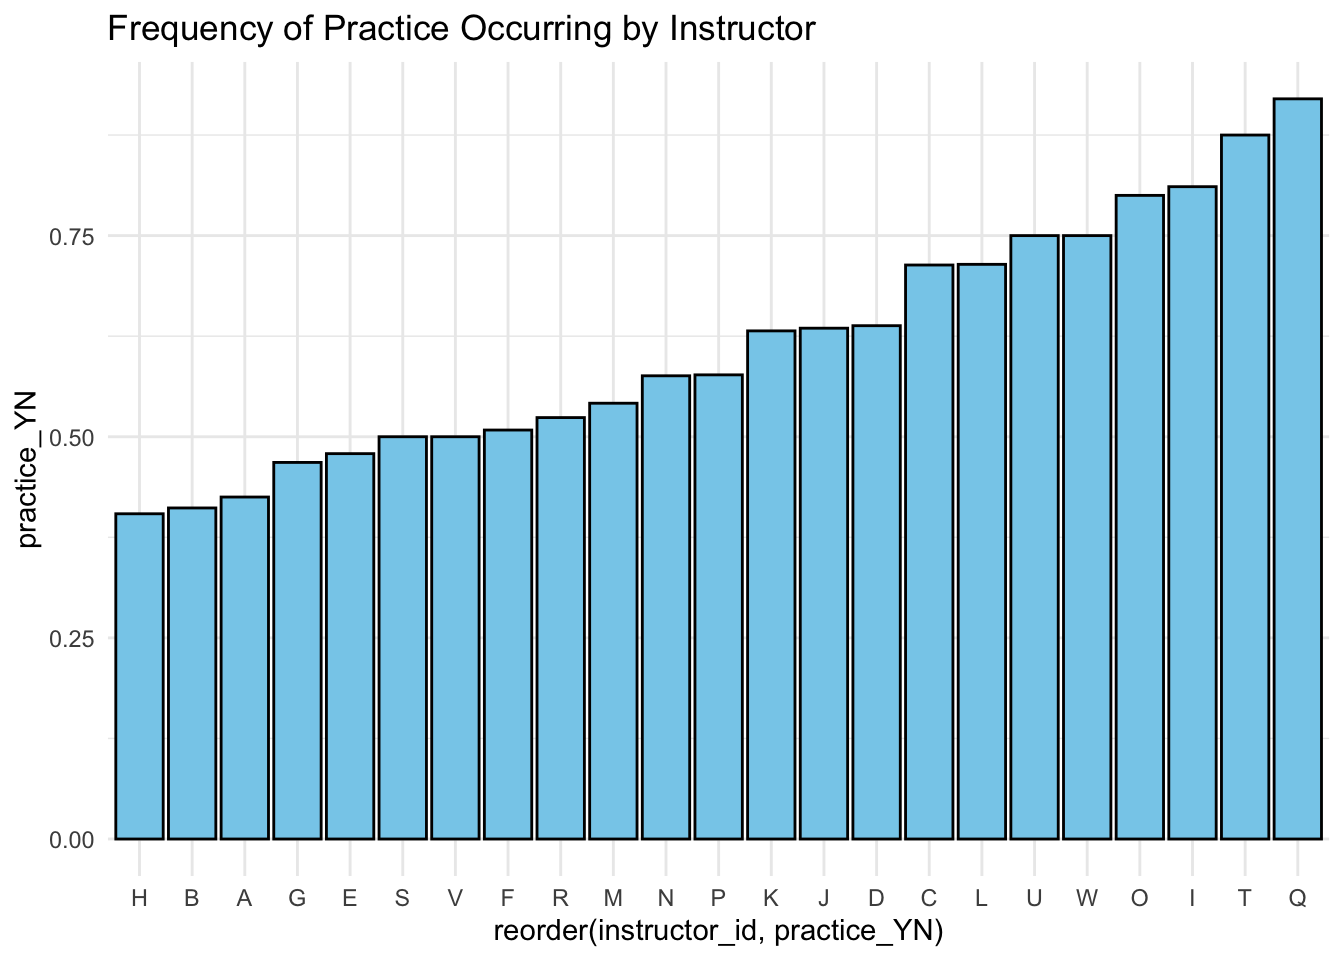 Frequency of Practice Occurring by Instructor
practice_YN
0.75
0.50
0.25
0.00
H B A G E S V F R M N P K J D C L U W O I T Q
reorder(instructor_id, practice_YN)